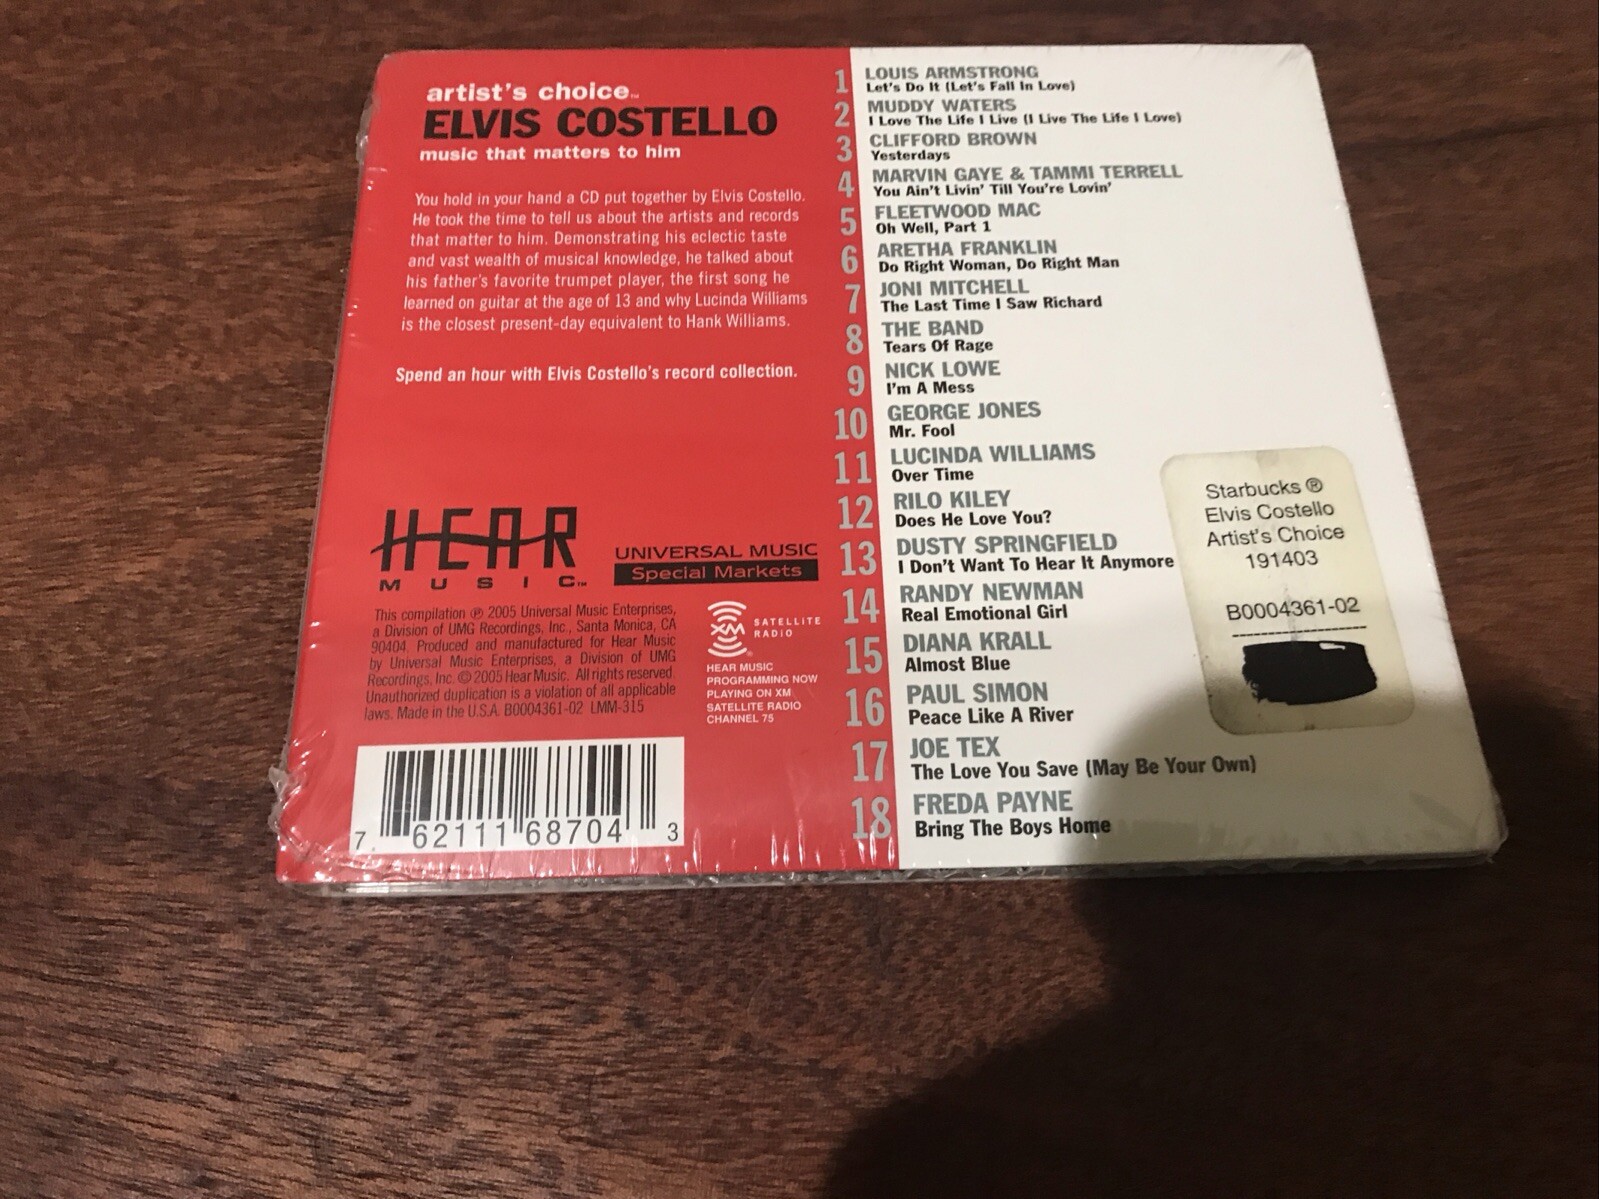 artist's choice™
ELVIS COSTELLO
music that matters to him
You hold in your hand a CD put together by Elvis Costello.
He took the time to tell us about the artists and records
that matter to him. Demonstrating his eclectic taste
and vast wealth of musical knowledge, he talked about
his father's favorite trumpet player, the first song he
learned on guitar at the age of 13 and why Lucinda Williams
is the closest present-day equivalent to Hank Williams.
Spend an hour with Elvis Costello's record collection.
HEAR
MUSIC™
UNIVERSAL MUSIC
Special Markets
This compilation ℗ 2005 Universal Music Enterprises,
a Division of UMG Recordings, Inc., Santa Monica, CA
90404. Produced and manufactured for Hear Music
by Universal Music Enterprises, a Division of UMG
Recordings, Inc. © 2005 Hear Music. All rights reserved.
Unauthorized duplication is a violation of all applicable
laws. Made in the U.S.A. B0004361-02 LMM-315
XM SATELLITE
RADIO
HEAR MUSIC
PROGRAMMING NOW
PLAYING ON XM
SATELLITE RADIO
CHANNEL 75
7 62111 68704 3
1 LOUIS ARMSTRONG
Let's Do It (Let's Fall In Love)
2 MUDDY WATERS
I Love The Life I Live (I Live The Life I Love)
3 CLIFFORD BROWN
Yesterdays
4 MARVIN GAYE & TAMMI TERRELL
You Ain't Livin' Till You're Lovin'
5 FLEETWOOD MAC
Oh Well, Part 1
6 ARETHA FRANKLIN
Do Right Woman, Do Right Man
7 JONI MITCHELL
The Last Time I Saw Richard
8 THE BAND
Tears Of Rage
9 NICK LOWE
I'm A Mess
10 GEORGE JONES
Mr. Fool
11 LUCINDA WILLIAMS
Over Time
12 RILO KILEY
Does He Love You?
13 DUSTY SPRINGFIELD
I Don't Want To Hear It Anymore
14 RANDY NEWMAN
Real Emotional Girl
15 DIANA KRALL
Almost Blue
16 PAUL SIMON
Peace Like A River
17 JOE TEX
The Love You Save (May Be Your Own)
18 FREDA PAYNE
Bring The Boys Home
Starbucks ®
Elvis Costello
Artist's Choice
191403
B0004361-02